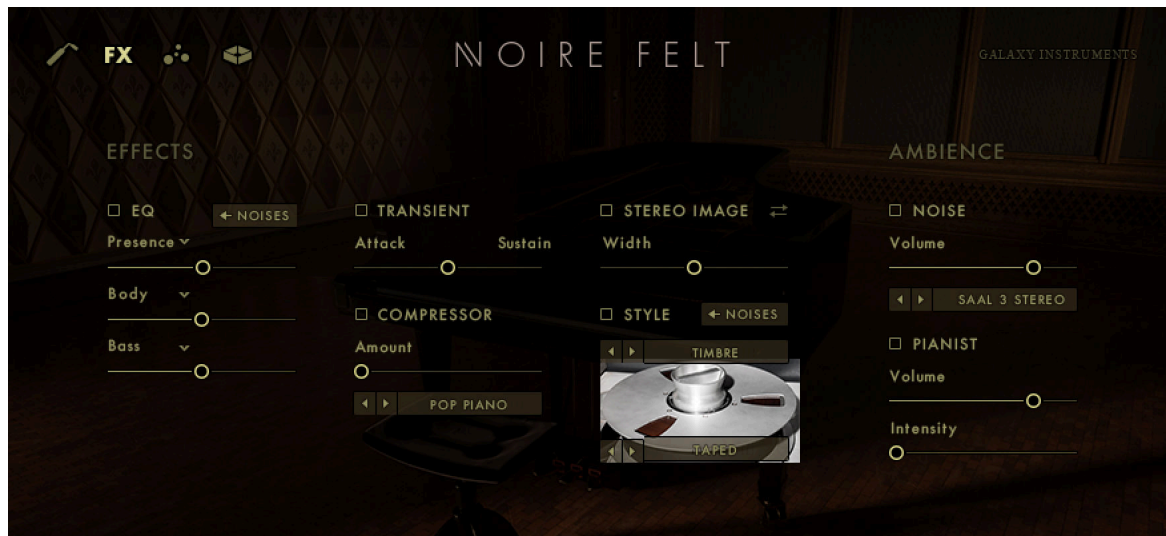 FX
NOIRE FELT
GALAXY INSTRUMENTS
EFFECTS
EQ
← NOISES
Presence
Body
Bass
TRANSIENT
Attack
Sustain
COMPRESSOR
Amount
POP PIANO
STEREO IMAGE
Width
STYLE
← NOISES
TIMBRE
TAPED
AMBIENCE
NOISE
Volume
SAAL 3 STEREO
PIANIST
Volume
Intensity